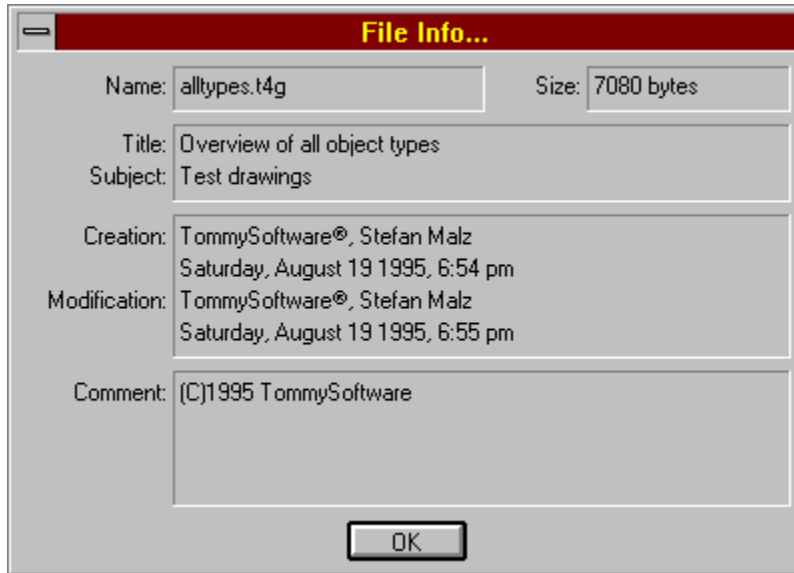 File Info...
Name: alltypes.t4g Size: 7080 bytes
Title: Overview of all object types
Subject: Test drawings
Creation: TommySoftware®, Stefan Malz
Saturday, August 19 1995, 6:54 pm
Modification: TommySoftware®, Stefan Malz
Saturday, August 19 1995, 6:55 pm
Comment: (C)1995 TommySoftware
OK